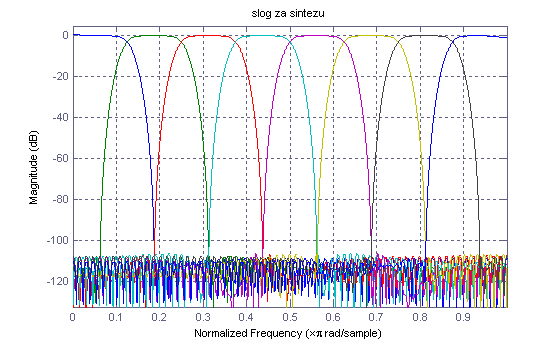 slog za sintezu
Magnitude (dB)
0
-20
-40
-60
-80
-100
-120
0 0.1 0.2 0.3 0.4 0.5 0.6 0.7 0.8 0.9
Normalized Frequency (×π rad/sample)